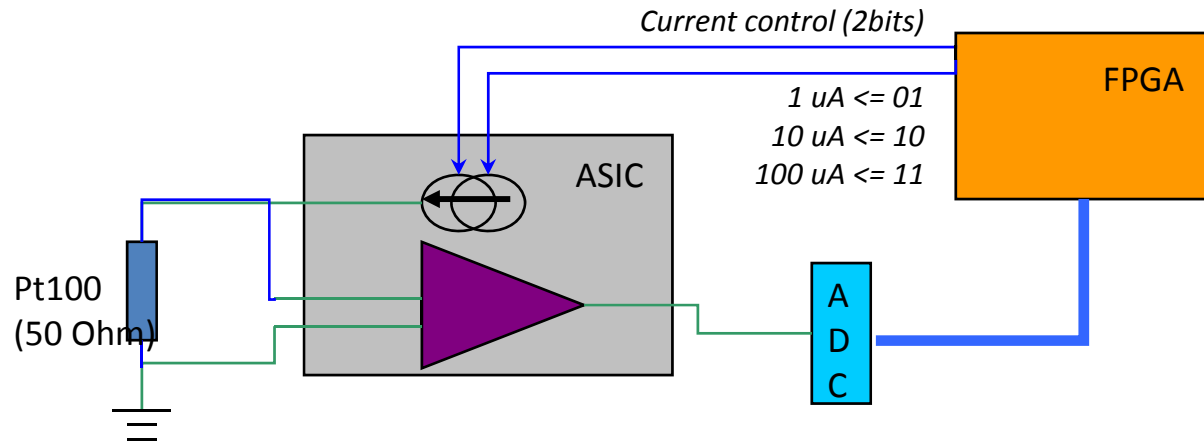 Current control (2bits)
FPGA
1 uA <= 01
10 uA <= 10
100 uA <= 11
ASIC
Pt100
(50 Ohm)
A
D
C